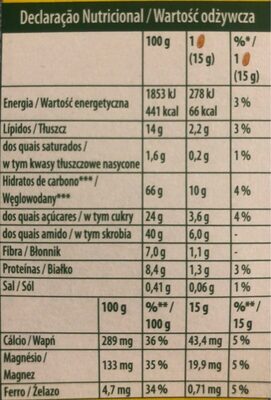 Declaração Nutricional / Wartość odżywcza
100 g 1 %*/
(15 g) 1
(15 g)
Energia / Wartość energetyczna 1853 kJ 278 kJ 3 %
441 kcal 66 kcal
Lípidos / Tłuszcz 14 g 2,2 g 3 %
dos quais saturados /
w tym kwasy tłuszczowe nasycone 1,6 g 0,2 g 1 %
Hidratos de carbono*** /
Węglowodany*** 66 g 10 g 4 %
dos quais açúcares / w tym cukry 24 g 3,6 g 4 %
dos quais amido / w tym skrobia 40 g 6,0 g -
Fibra / Błonnik 7,0 g 1,1 g -
Proteínas / Białko 8,4 g 1,3 g 3 %
Sal / Sól 0,41 g 0,06 g 1 %
100 g %**/ 15 g %**/
100 g 15 g
Cálcio / Wapń 289 mg 36 % 43,4 mg 5 %
Magnésio /
Magnez 133 mg 35 % 19,9 mg 5 %
Ferro / Żelazo 4,7 mg 34 % 0,71 mg 5 %